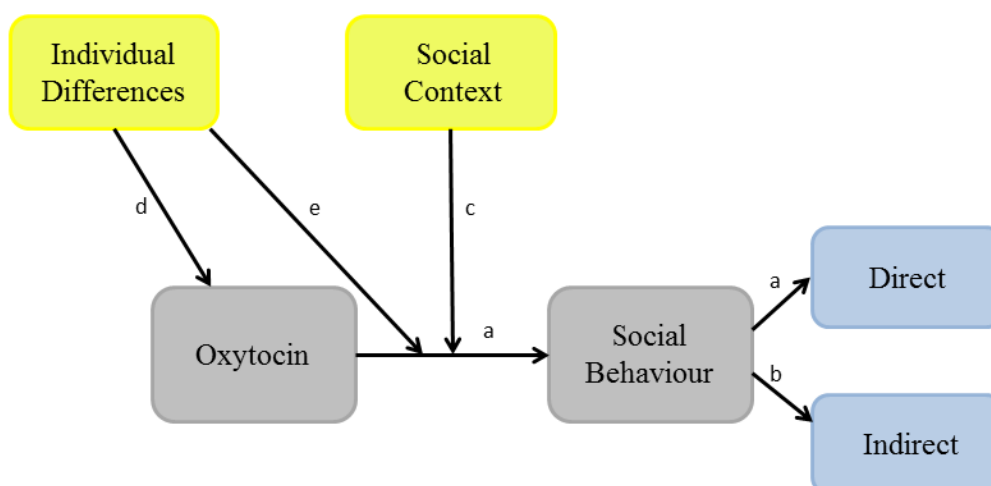 Individual
Differences
Social
Context
d
e
c
a
Oxytocin
a
Social
Behaviour
Direct
b
Indirect